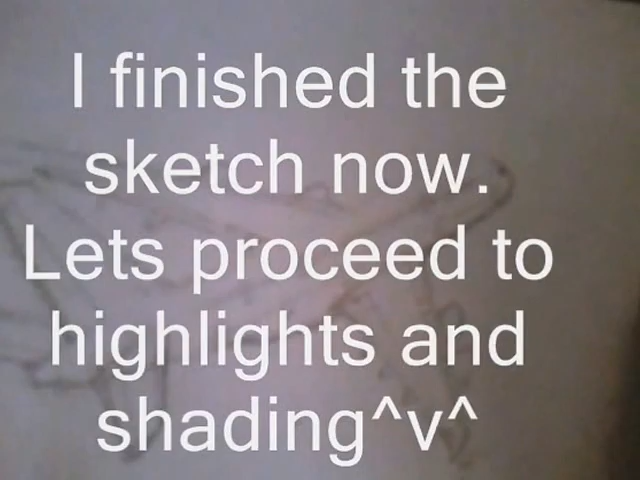 I finished the
sketch now.
Lets proceed to
highlights and
shading^v^